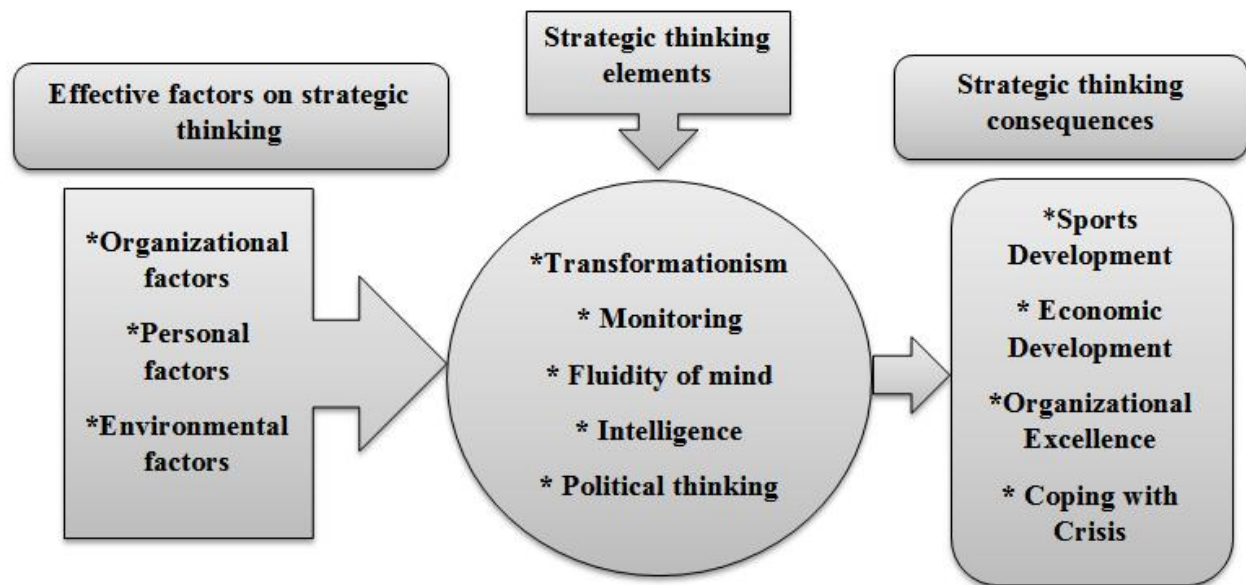 Effective factors on strategic
thinking
*Organizational
factors
*Personal
factors
*Environmental
factors
Strategic thinking
elements
*Transformationism
* Monitoring
* Fluidity of mind
* Intelligence
* Political thinking
Strategic thinking
consequences
*Sports
Development
* Economic
Development
*Organizational
Excellence
* Coping with
Crisis